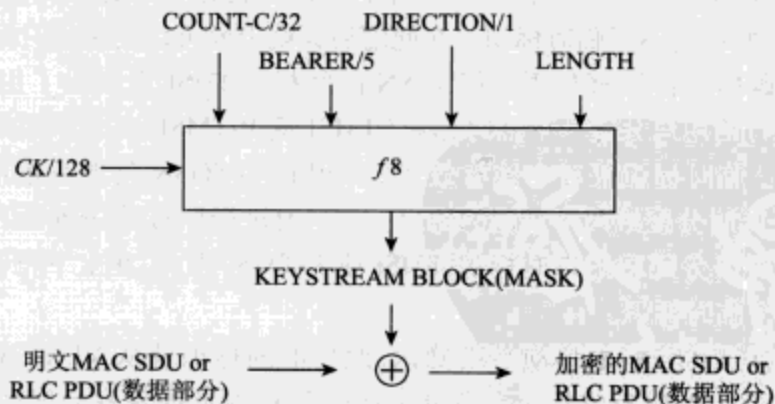 COUNT-C/32 DIRECTION/1
BEARER/5 LENGTH
CK/128 f8
KEYSTREAM BLOCK(MASK)
明文MAC SDU or 加密的MAC SDU or
RLC PDU(数据部分) RLC PDU(数据部分)